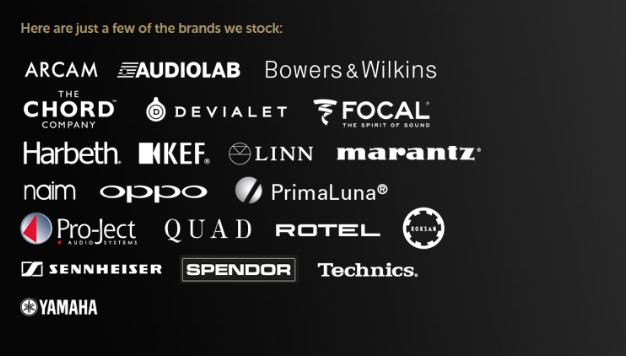 Here are just a few of the brands we stock:
ARCAM AUDIOLAB Bowers & Wilkins
THE CHORD COMPANY™ DEVIALET FOCAL® THE SPIRIT OF SOUND
Harbeth® KEF® LINN marantz®
naim oppo PrimaLuna®
Pro-Ject AUDIO SYSTEMS QUAD ROTEL ROKSAN
SENNHEISER SPENDOR Technics®
YAMAHA